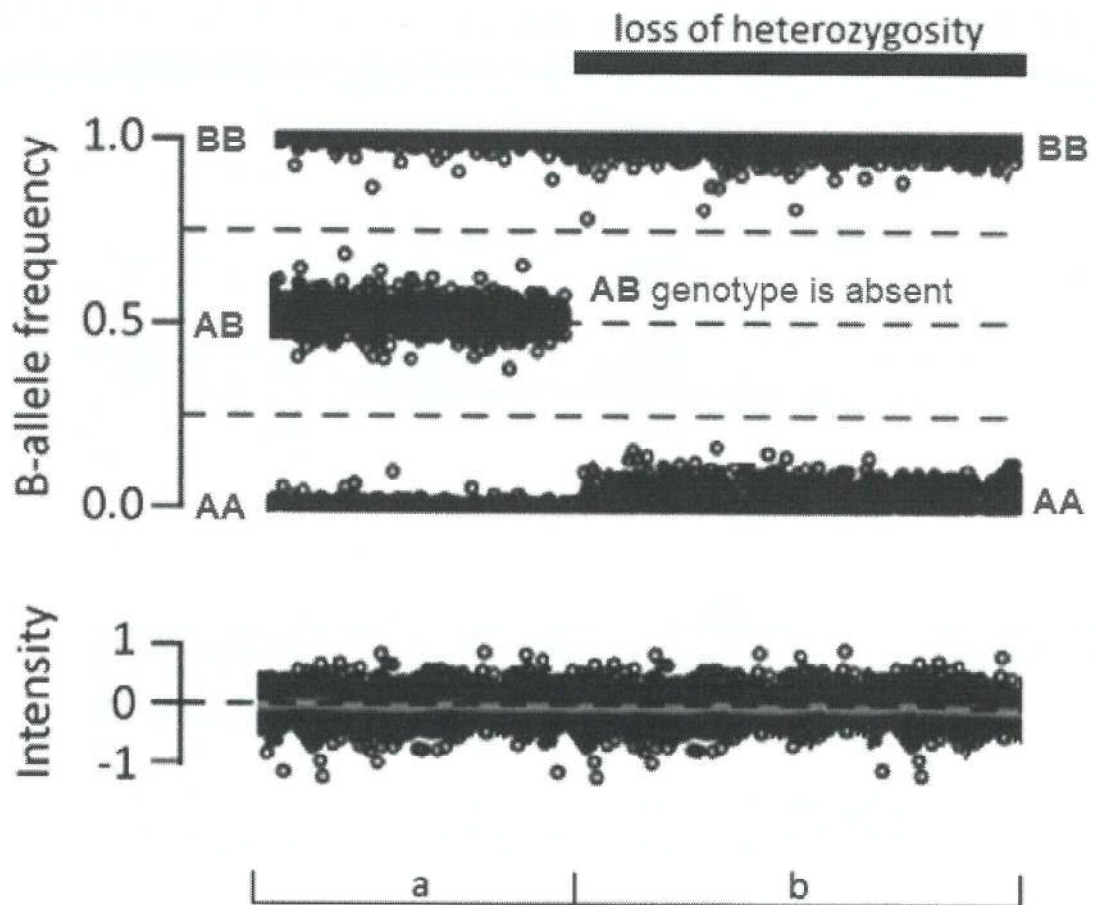 loss of heterozygosity
B-allele frequency
1.0 BB BB
AB genotype is absent
0.5 AB
0.0 AA AA
Intensity
1
0
-1
a b